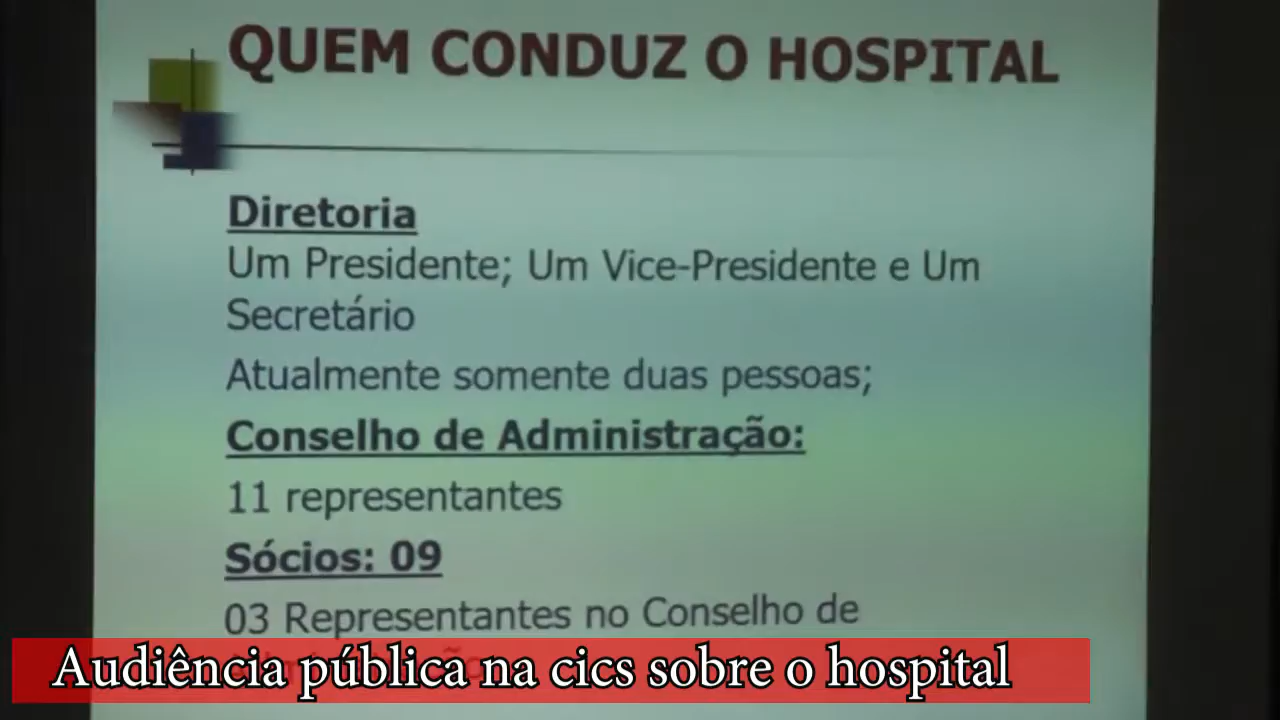 QUEM CONDUZ O HOSPITAL
Diretoria
Um Presidente; Um Vice-Presidente e Um
Secretário
Atualmente somente duas pessoas;
Conselho de Administração:
11 representantes
Sócios: 09
03 Representantes no Conselho de
Audiência pública na cics sobre o hospital